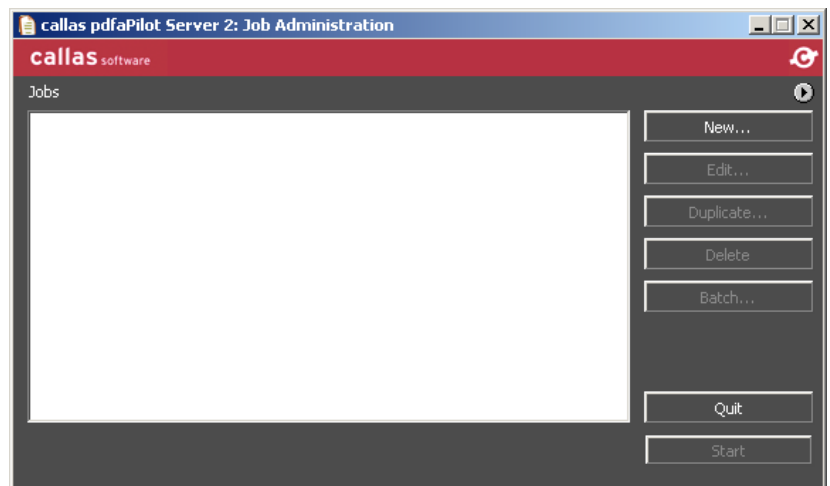 callas pdfaPilot Server 2: Job Administration
callas software
Jobs
New...
Edit...
Duplicate...
Delete
Batch...
Quit
Start